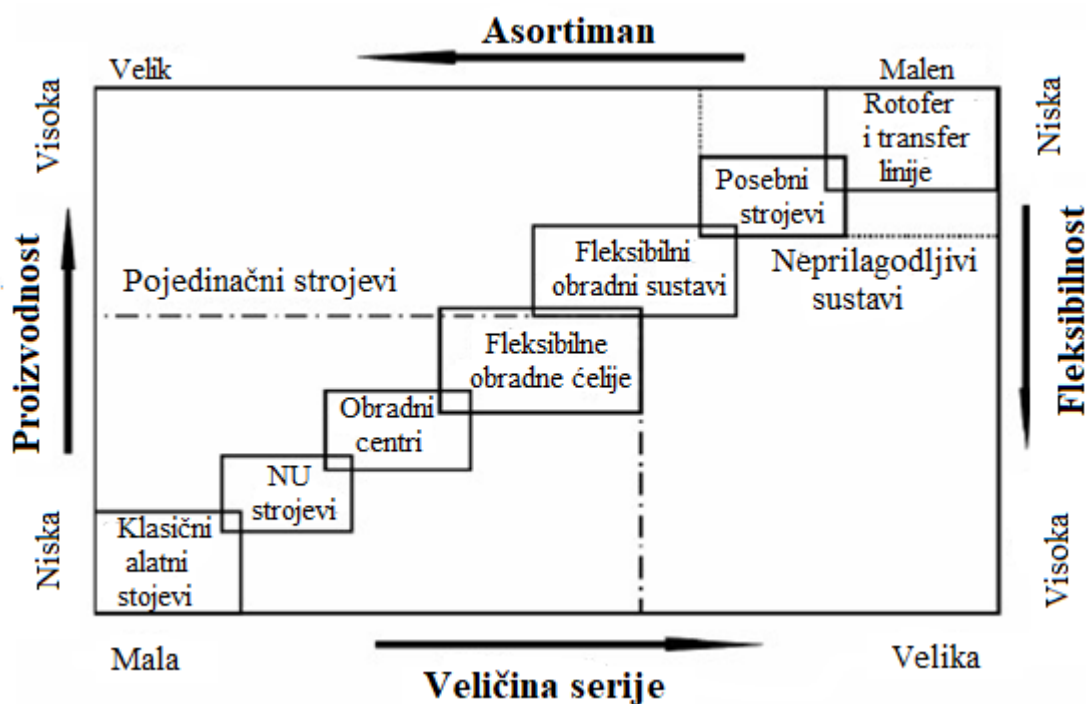 Asortiman
Velik
Malen
Visoka
Niska
Rotofer
i transfer
linije
Posebni
strojevi
Fleksibilni
obradni sustavi
Neprilagodljivi
sustavi
Pojedinačni strojevi
Proizvodnost
Fleksibilnost
Fleksibilne
obradne ćelije
Obradni
centri
NU
strojevi
Klasični
alatni
stojevi
Niska
Visoka
Mala
Velika
Veličina serije